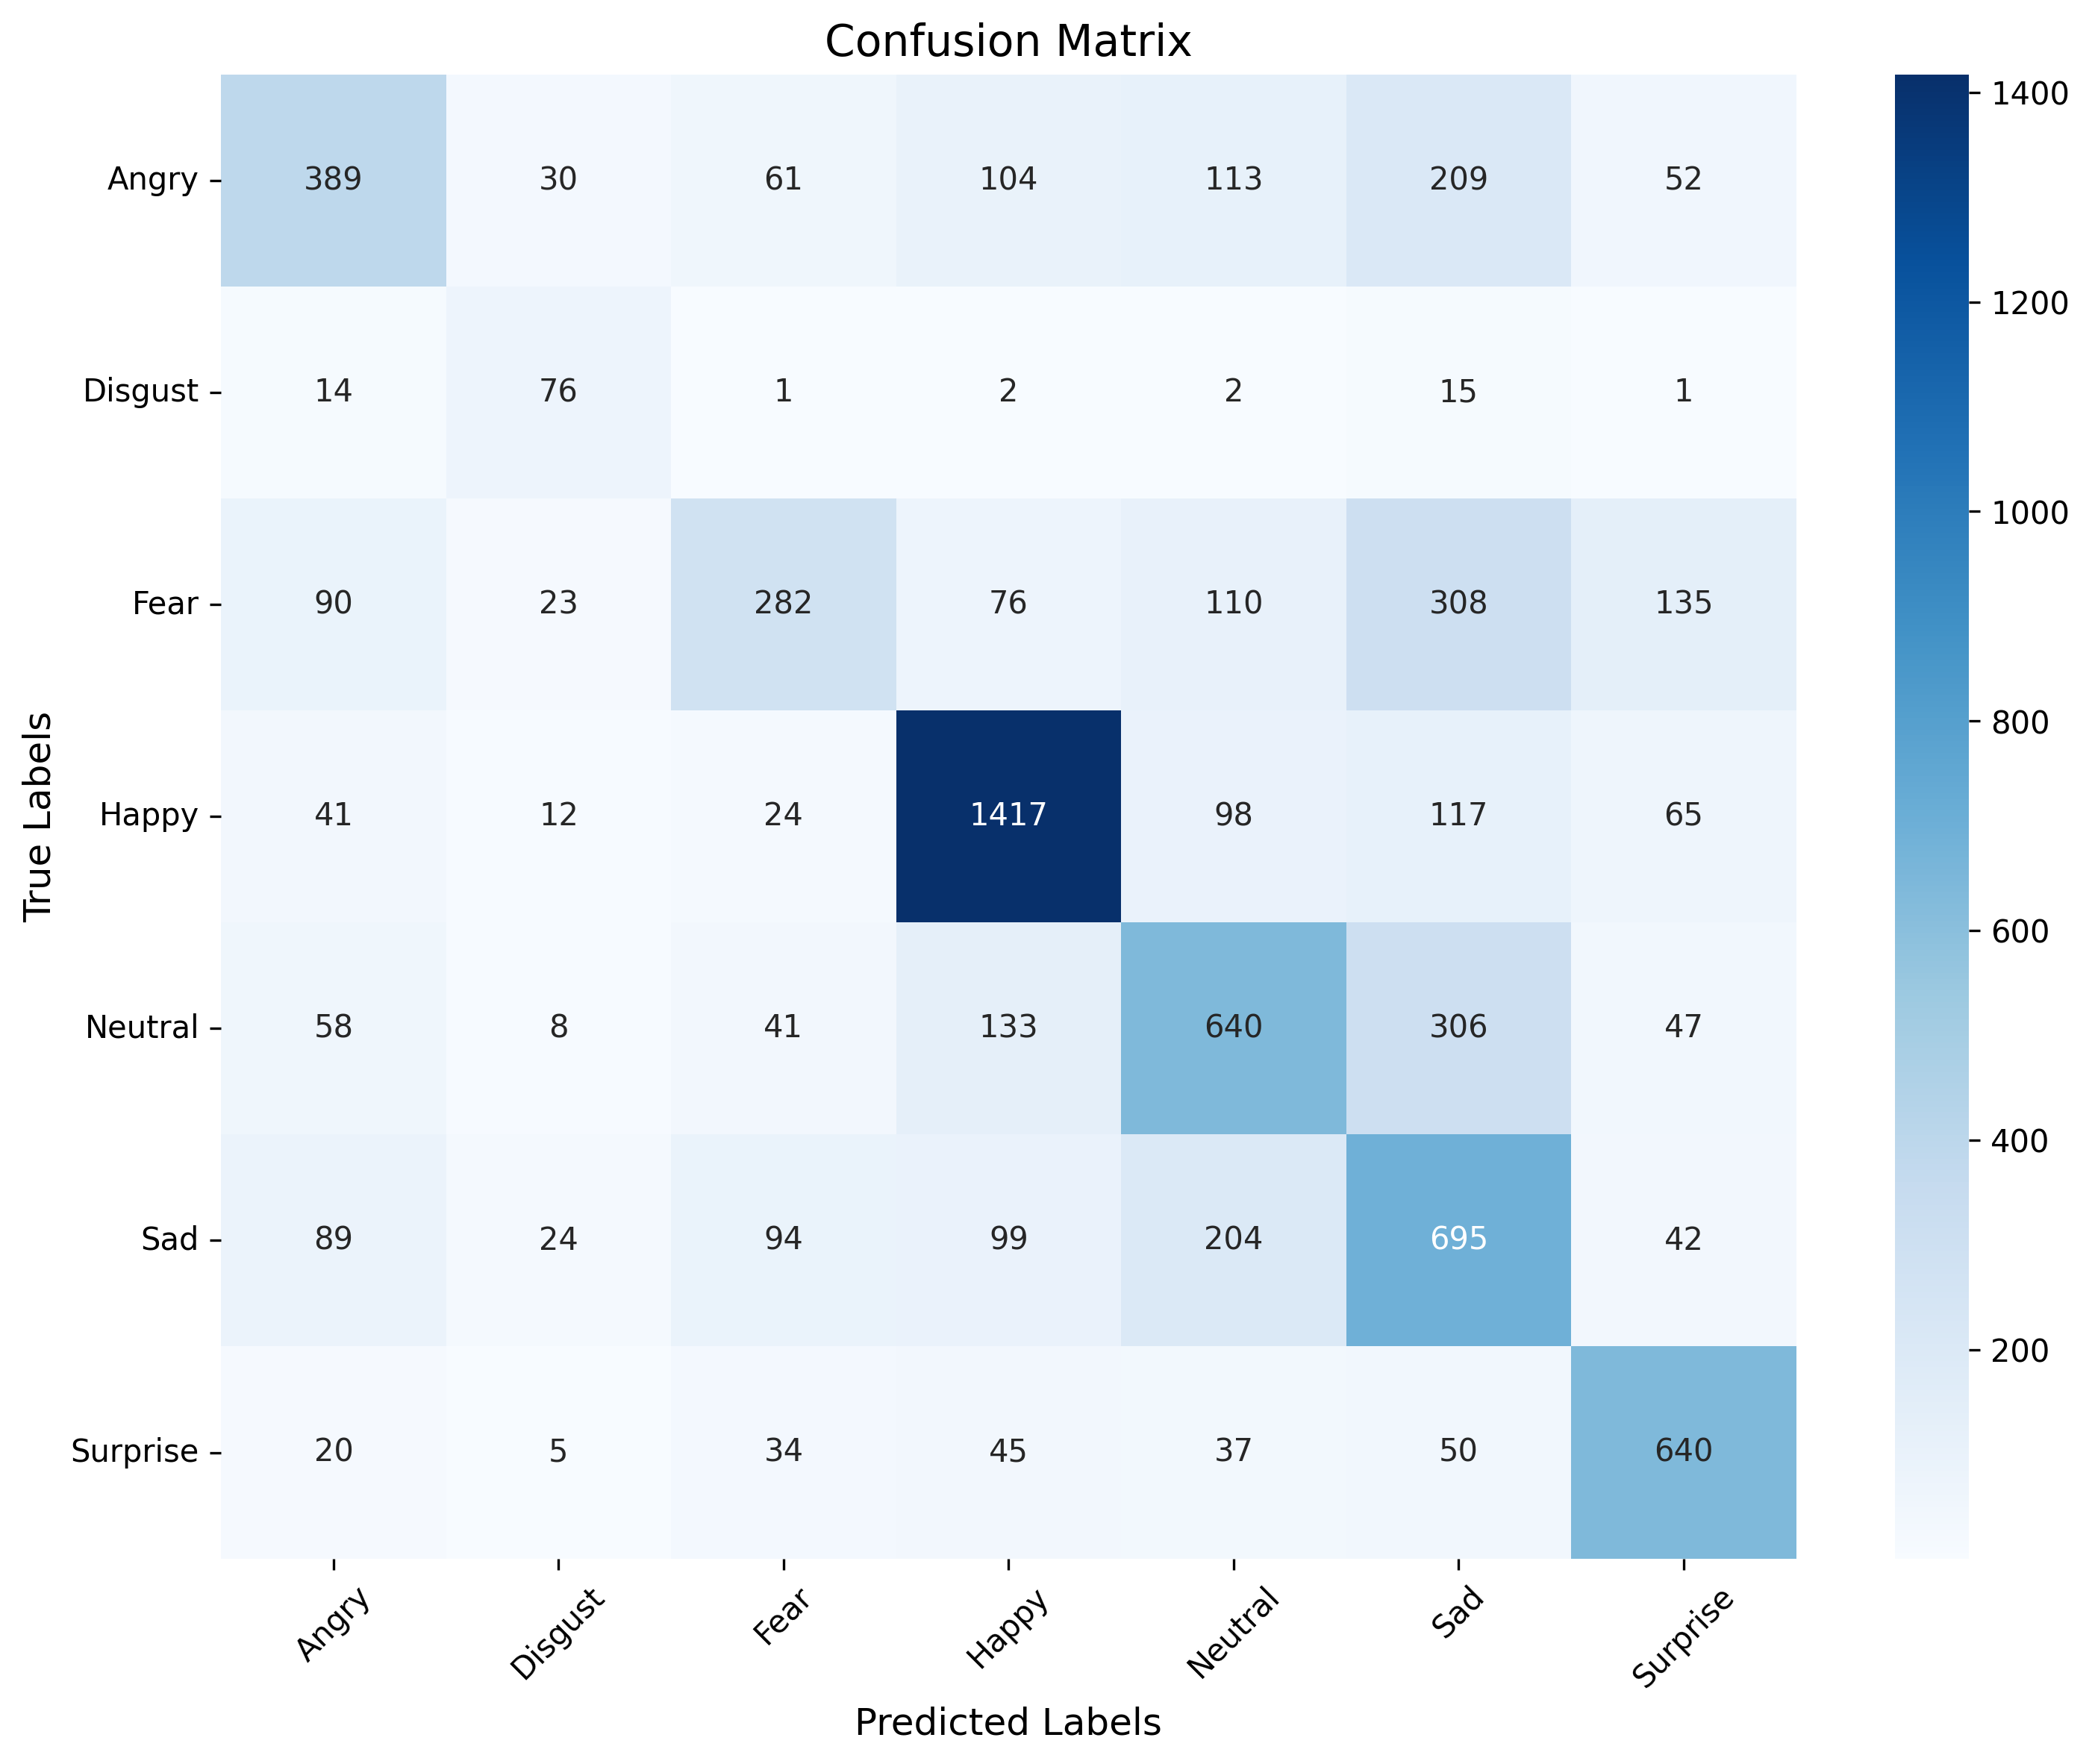 Confusion Matrix
Angry 389 30 61 104 113 209 52
Disgust 14 76 1 2 2 15 1
Fear 90 23 282 76 110 308 135
Happy 41 12 24 1417 98 117 65
Neutral 58 8 41 133 640 306 47
Sad 89 24 94 99 204 695 42
Surprise 20 5 34 45 37 50 640
Angry Disgust Fear Happy Neutral Sad Surprise
Predicted Labels
True Labels
1400
1200
1000
800
600
400
200